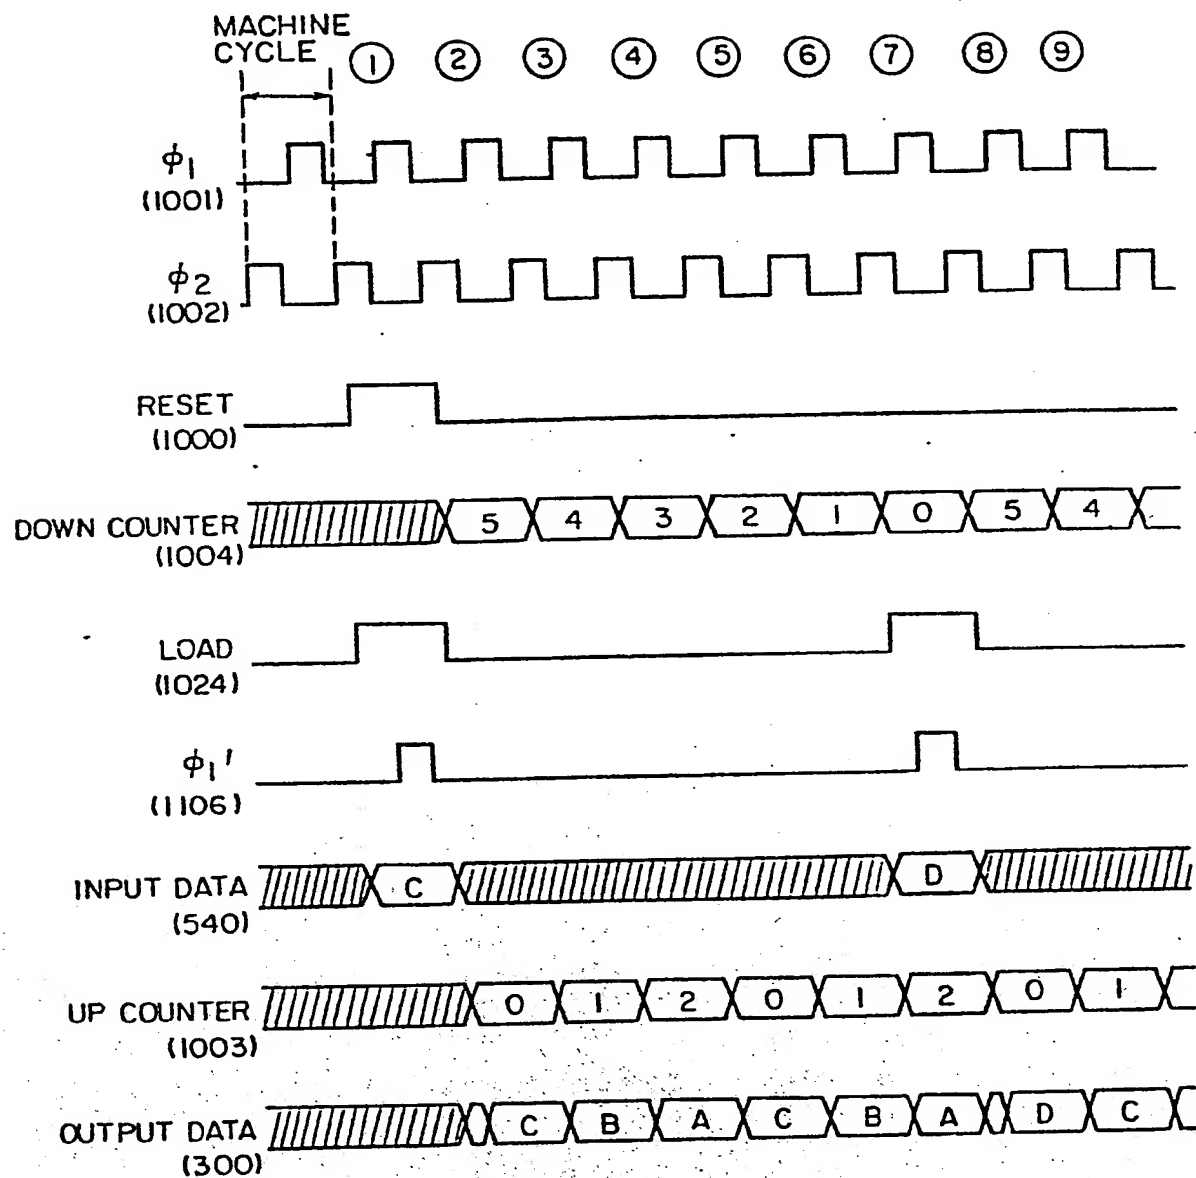 MACHINE
CYCLE
1 2 3 4 5 6 7 8 9
ϕ1
(1001)
ϕ2
(1002)
RESET
(1000)
DOWN COUNTER 5 4 3 2 1 0 5 4
(1004)
LOAD
(1024)
ϕ1'
(1106)
INPUT DATA C D
(540)
UP COUNTER 0 1 2 0 1 2 0 1
(1003)
OUTPUT DATA C B A C B A D C
(300)